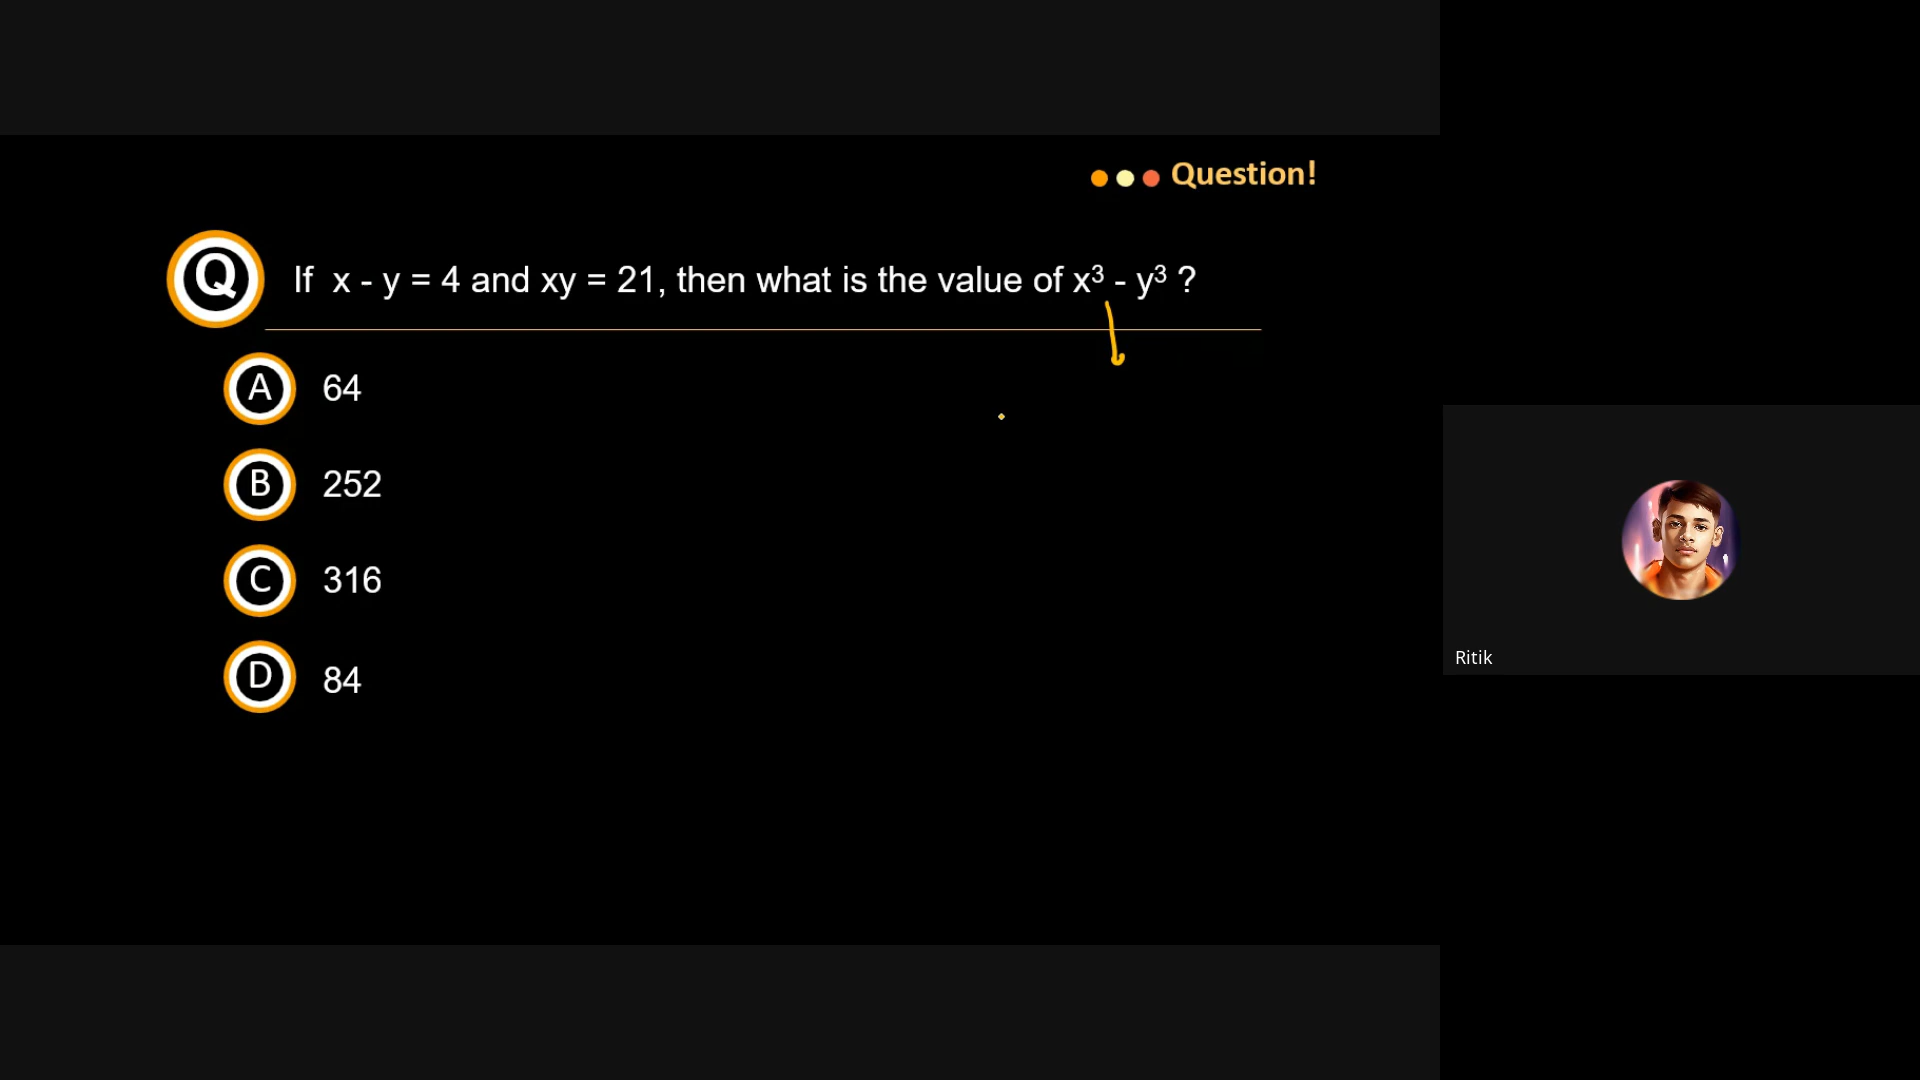 Question!
Q
If x - y = 4 and xy = 21, then what is the value of x³ - y³ ?
A 64
B 252
C 316
D 84
Ritik